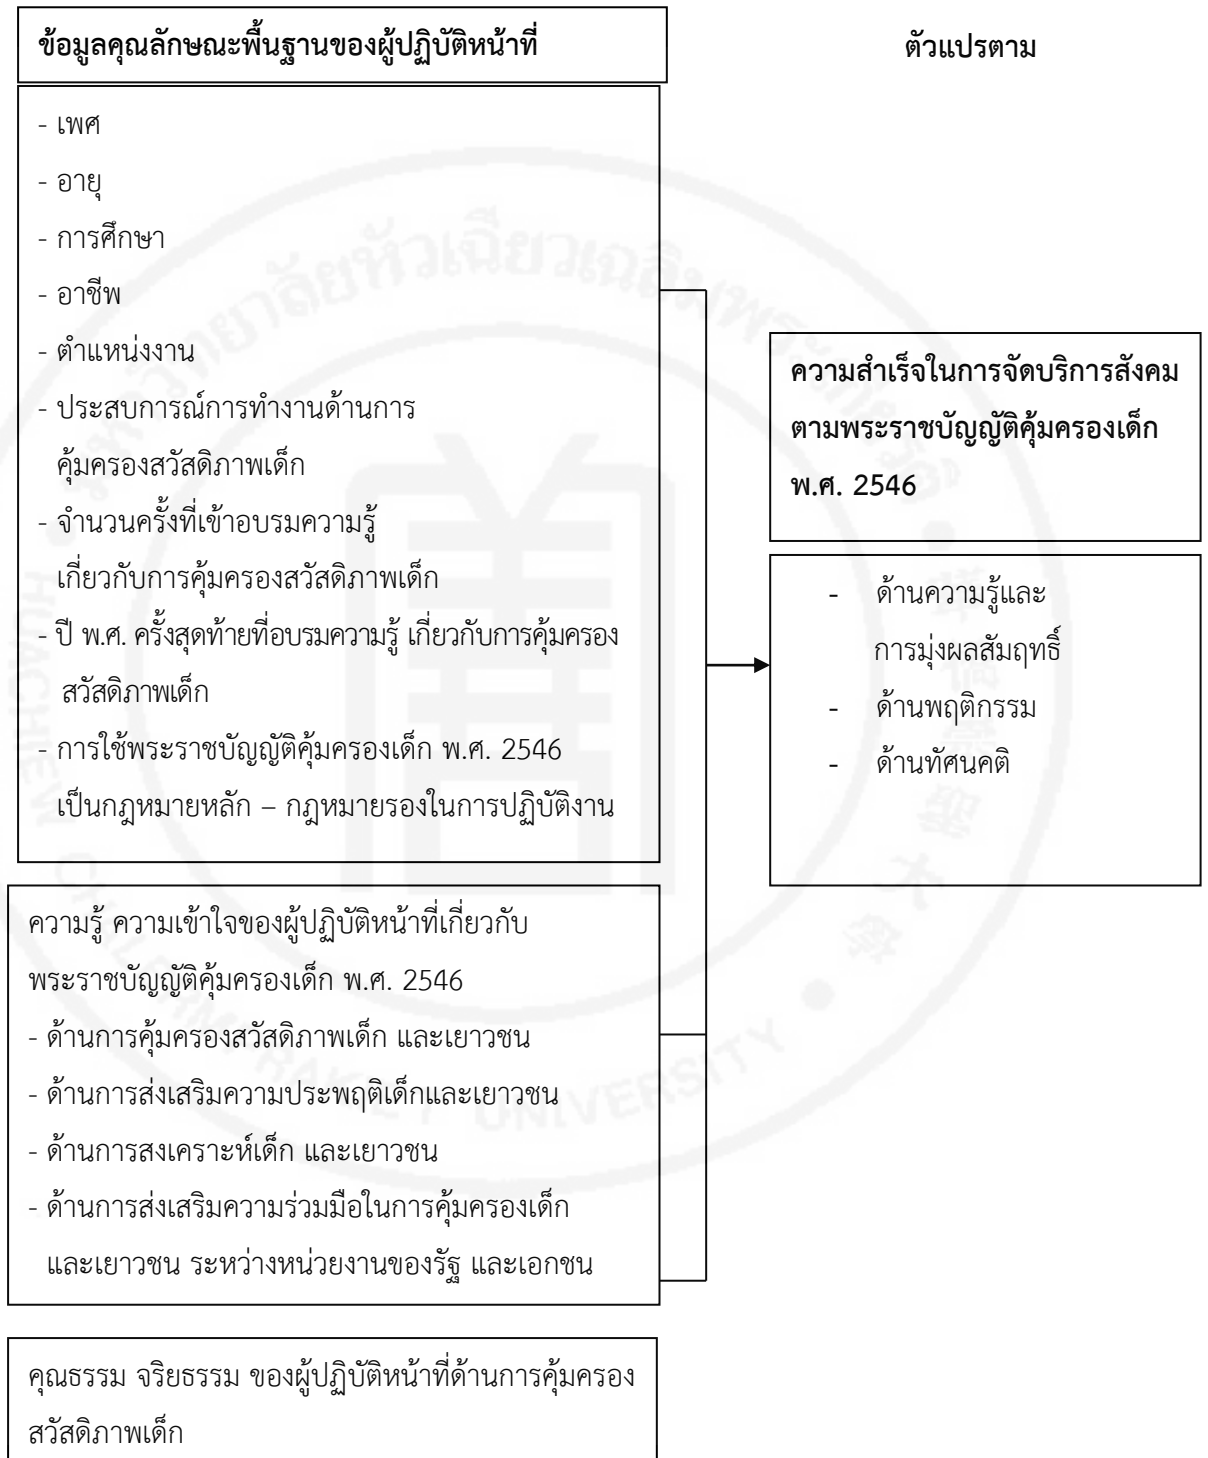 ข้อมูลคุณลักษณะพื้นฐานของผู้ปฏิบัติหน้าที่
ตัวแปรตาม
- เพศ
- อายุ
- การศึกษา
- อาชีพ
- ตำแหน่งงาน
- ประสบการณ์การทำงานด้านการ
คุ้มครองสวัสดิภาพเด็ก
- จำนวนครั้งที่เข้าอบรมความรู้
เกี่ยวกับการคุ้มครองสวัสดิภาพเด็ก
- ปี พ.ศ. ครั้งสุดท้ายที่อบรมความรู้ เกี่ยวกับการคุ้มครอง
สวัสดิภาพเด็ก
- การใช้พระราชบัญญัติคุ้มครองเด็ก พ.ศ. 2546
เป็นกฎหมายหลัก – กฎหมายรองในการปฏิบัติงาน
ความสำเร็จในการจัดบริการสังคม
ตามพระราชบัญญัติคุ้มครองเด็ก
พ.ศ. 2546
- ด้านความรู้และ
การมุ่งผลสัมฤทธิ์
- ด้านพฤติกรรม
- ด้านทัศนคติ
ความรู้ ความเข้าใจของผู้ปฏิบัติหน้าที่เกี่ยวกับ
พระราชบัญญัติคุ้มครองเด็ก พ.ศ. 2546
- ด้านการคุ้มครองสวัสดิภาพเด็ก และเยาวชน
- ด้านการส่งเสริมความประพฤติเด็กและเยาวชน
- ด้านการสงเคราะห์เด็ก และเยาวชน
- ด้านการส่งเสริมความร่วมมือในการคุ้มครองเด็ก
และเยาวชน ระหว่างหน่วยงานของรัฐ และเอกชน
คุณธรรม จริยธรรม ของผู้ปฏิบัติหน้าที่ด้านการคุ้มครอง
สวัสดิภาพเด็ก